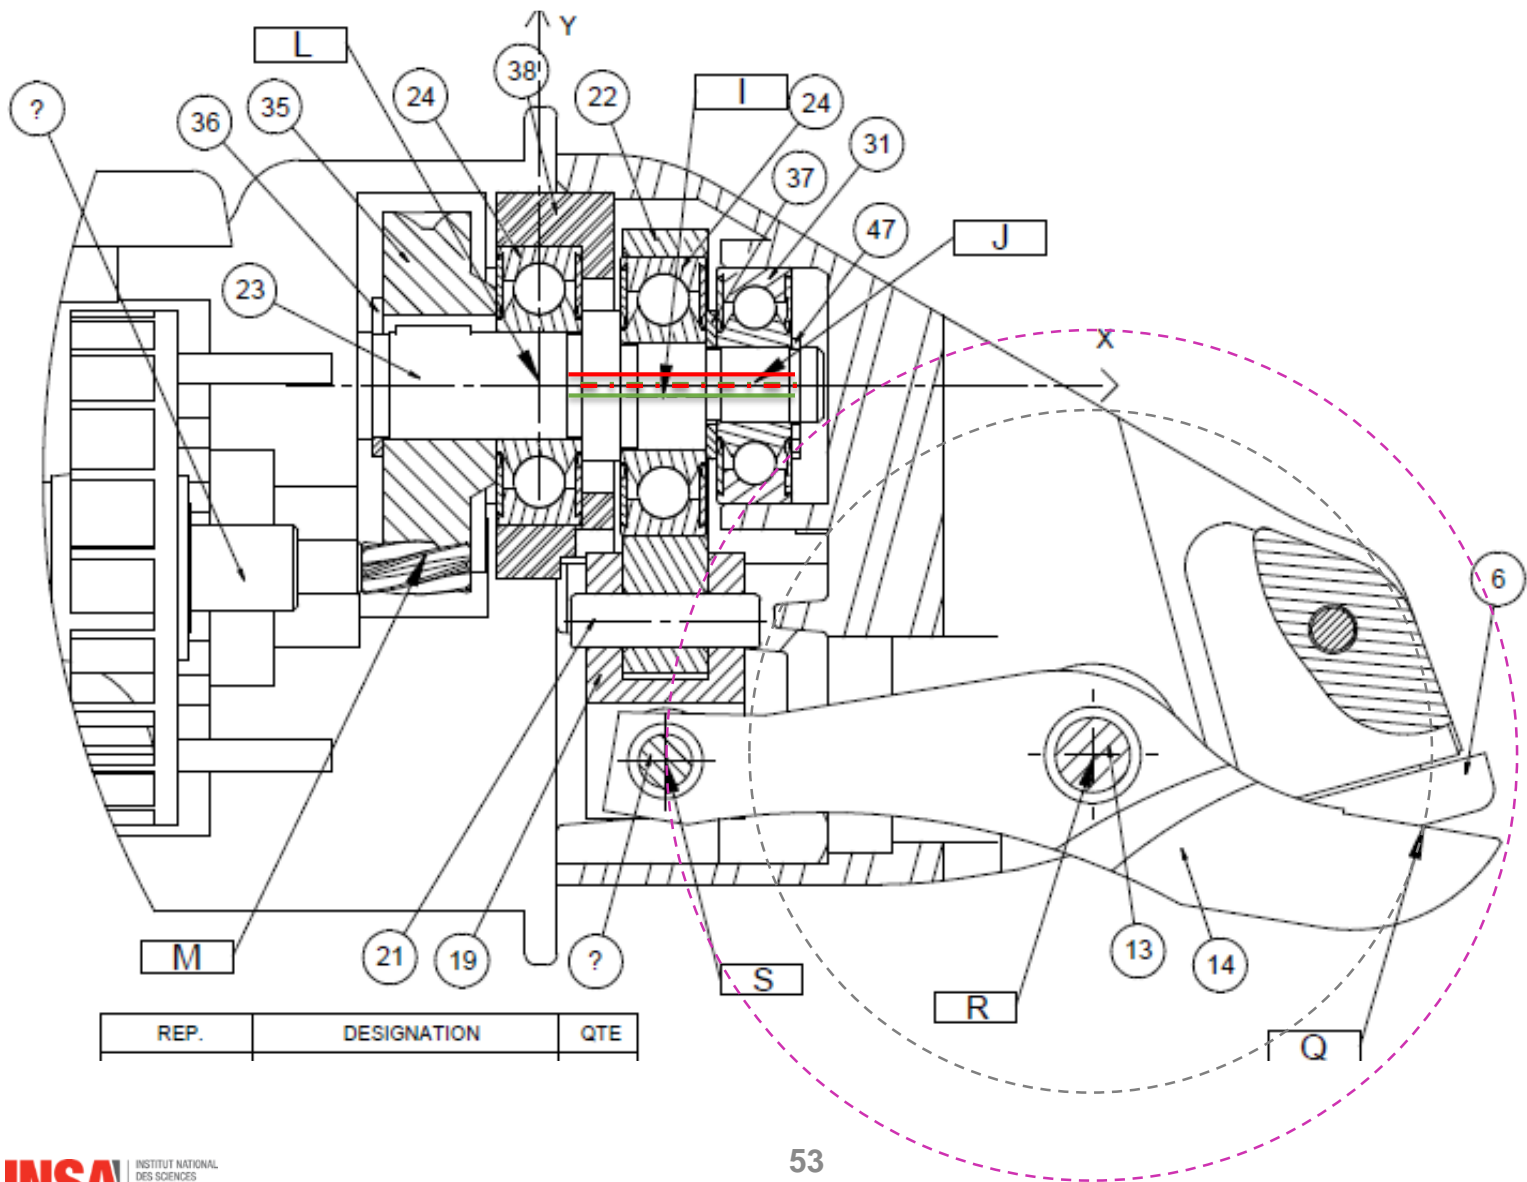 Y
L
38
I
?
36
35
24
22
24
31
37
47
J
23
X
6
M
21
19
?
S
R
13
14
Q
REP. DESIGNATION QTE
53
INSA
INSTITUT NATIONAL
DES SCIENCES